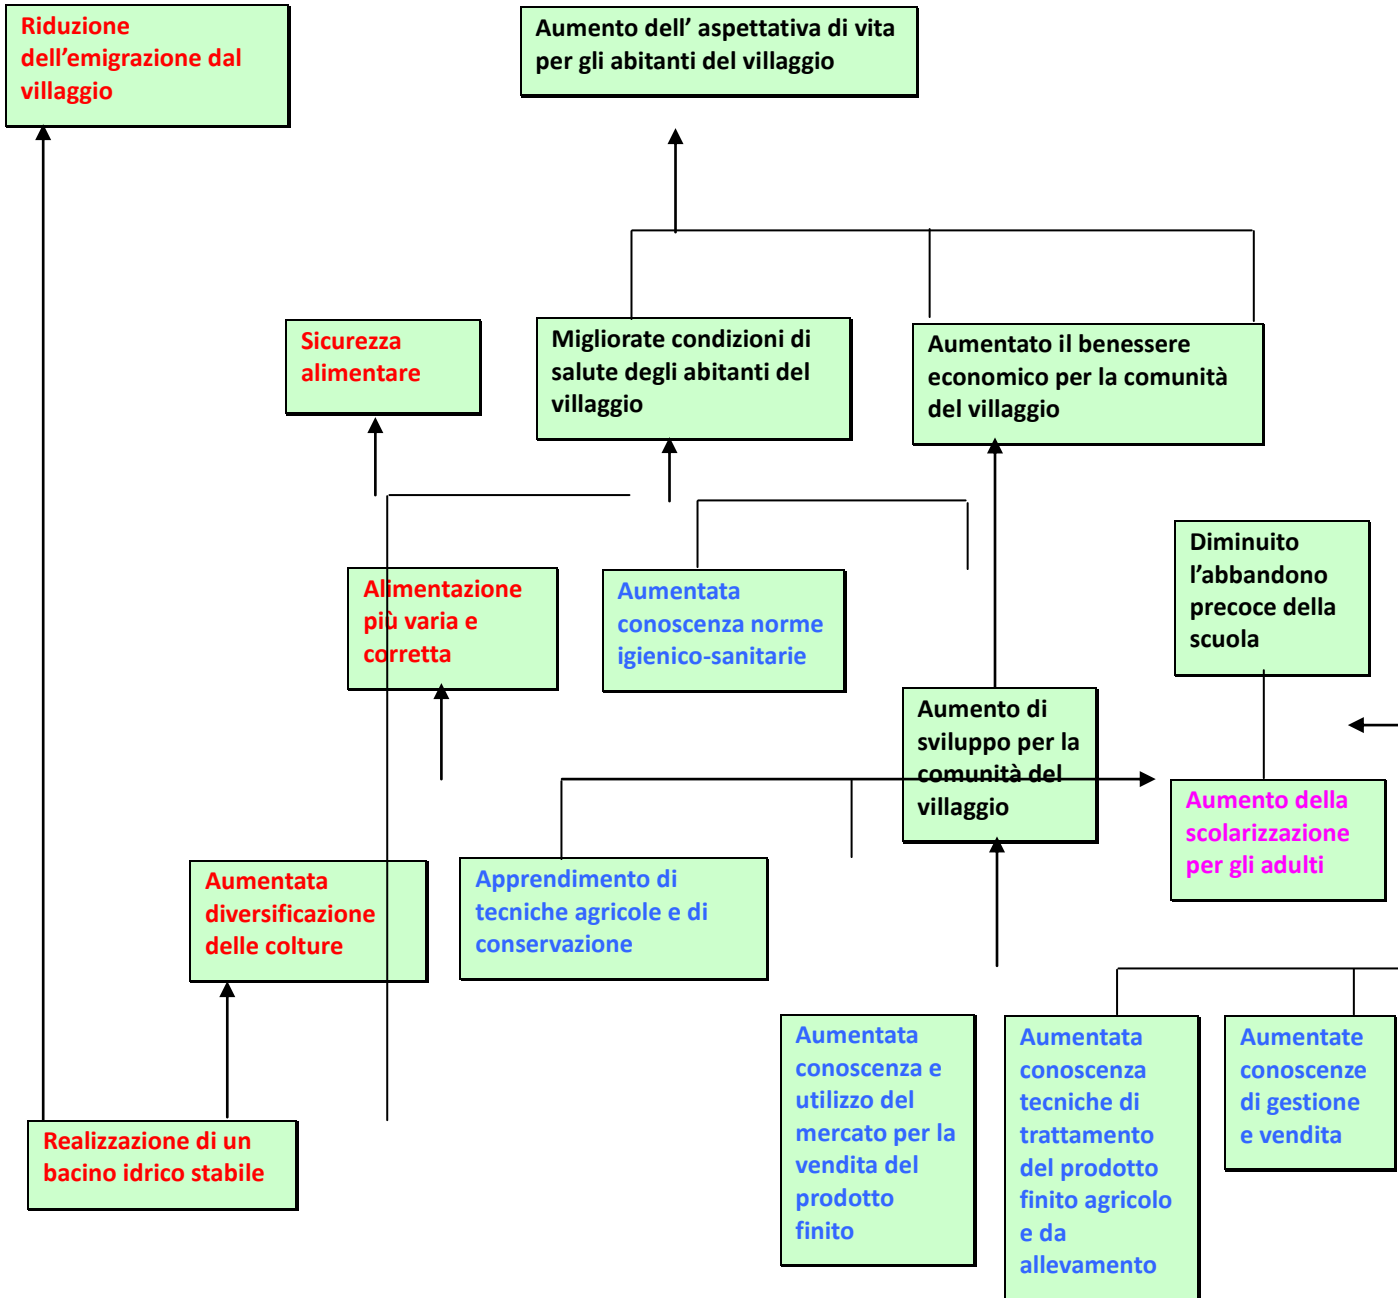 Riduzione
dell’emigrazione dal
villaggio
Aumento dell’ aspettativa di vita
per gli abitanti del villaggio
Sicurezza
alimentare
Migliorate condizioni di
salute degli abitanti del
villaggio
Aumentato il benessere
economico per la comunità
del villaggio
Alimentazione
più varia e
corretta
Aumentata
conoscenza norme
igienico-sanitarie
Diminuito
l’abbandono
precoce della
scuola
Aumento di
sviluppo per la
comunità del
villaggio
Aumento della
scolarizzazione
per gli adulti
Aumentata
diversificazione
delle colture
Apprendimento di
tecniche agricole e di
conservazione
Realizzazione di un
bacino idrico stabile
Aumentata
conoscenza e
utilizzo del
mercato per la
vendita del
prodotto
finito
Aumentata
conoscenza
tecniche di
trattamento
del prodotto
finito agricolo
e da
allevamento
Aumentate
conoscenze
di gestione
e vendita